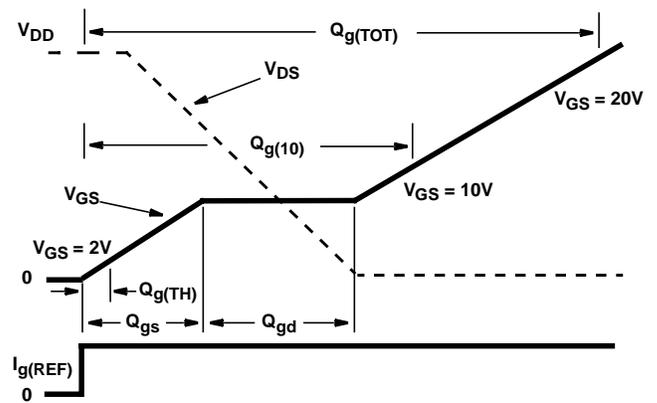 V_DD
Q_g(TOT)
V_DS
V_GS = 20V
Q_g(10)
V_GS
V_GS = 10V
V_GS = 2V
0
Q_g(TH)
Q_gs
Q_gd
I_g(REF)
0